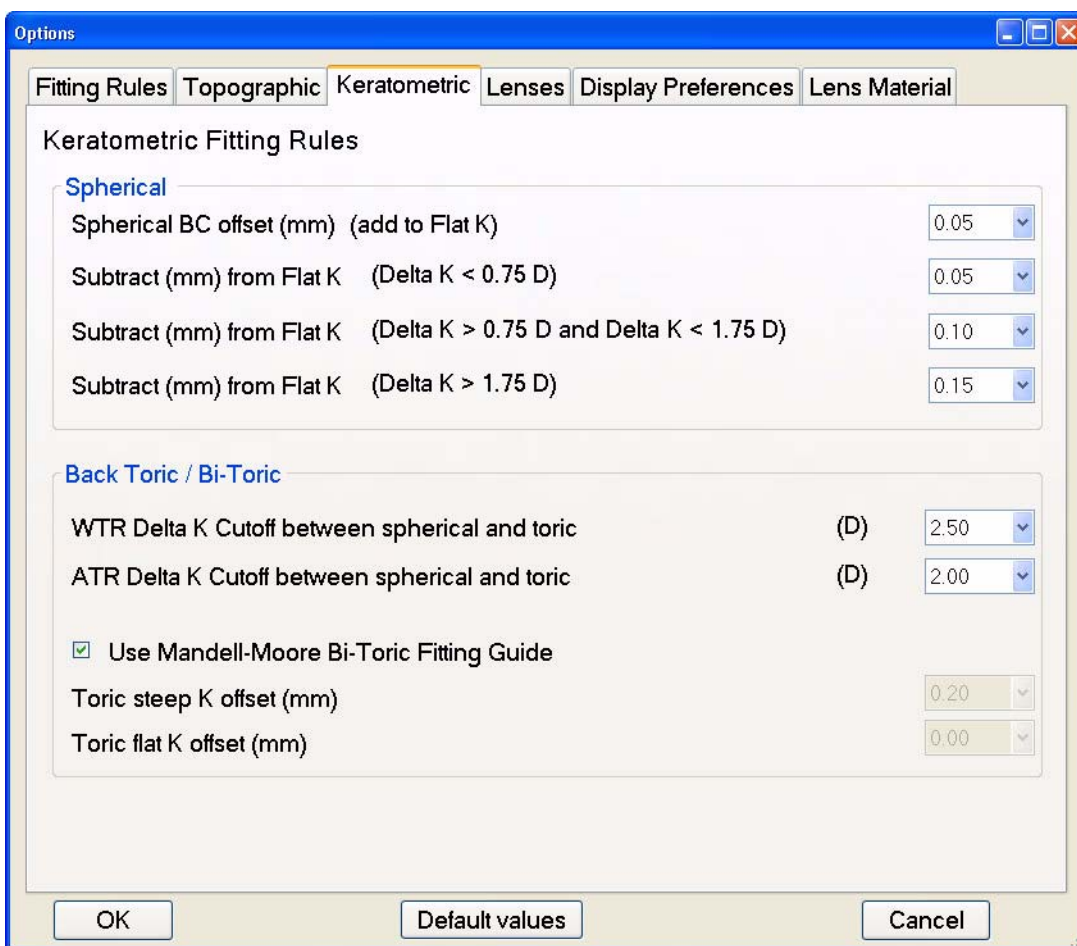 Options
Fitting Rules Topographic Keratometric Lenses Display Preferences Lens Material
Keratometric Fitting Rules
Spherical
Spherical BC offset (mm) (add to Flat K) 0.05
Subtract (mm) from Flat K (Delta K < 0.75 D) 0.05
Subtract (mm) from Flat K (Delta K > 0.75 D and Delta K < 1.75 D) 0.10
Subtract (mm) from Flat K (Delta K > 1.75 D) 0.15
Back Toric / Bi-Toric
WTR Delta K Cutoff between spherical and toric (D) 2.50
ATR Delta K Cutoff between spherical and toric (D) 2.00
Use Mandell-Moore Bi-Toric Fitting Guide
Toric steep K offset (mm) 0.20
Toric flat K offset (mm) 0.00
OK Default values Cancel